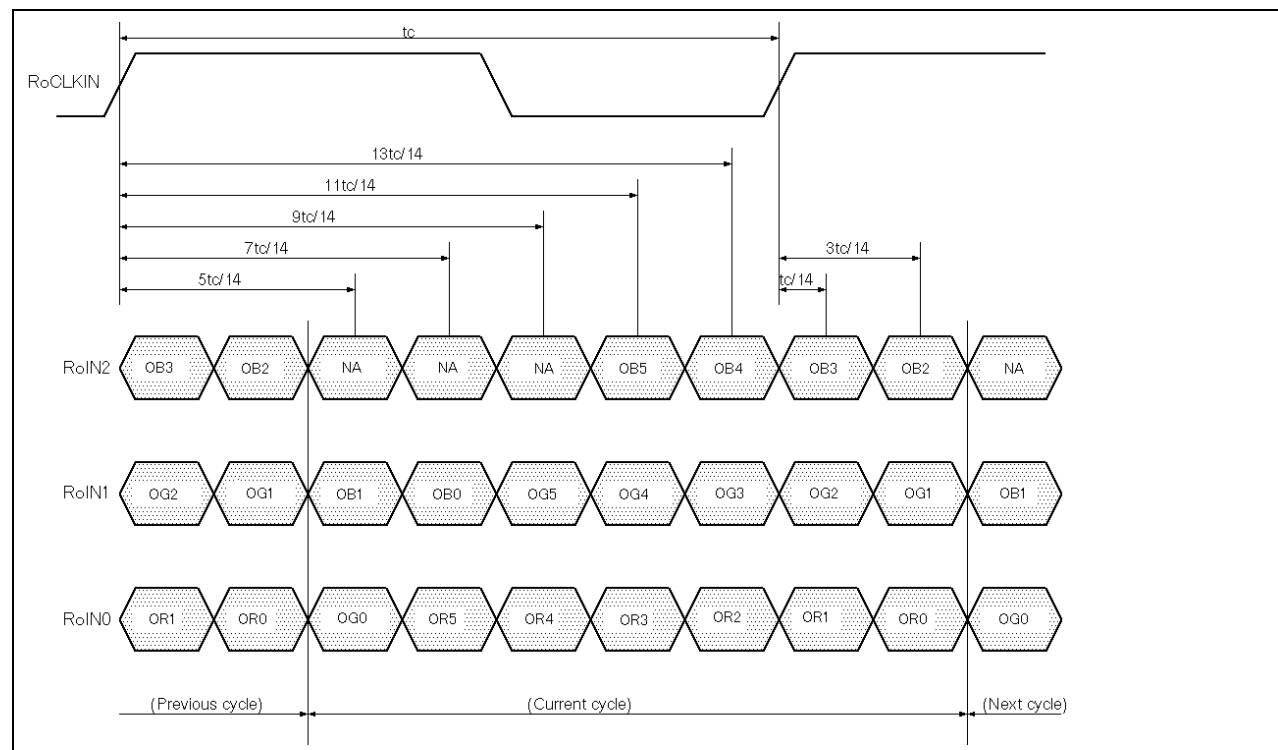 tc
RoCLKIN
13tc/14
11tc/14
9tc/14
7tc/14
3tc/14
5tc/14
tc/14
RoIN2 OB3 OB2 NA NA NA OB5 OB4 OB3 OB2 NA
RoIN1 OG2 OG1 OB1 OB0 OG5 OG4 OG3 OG2 OG1 OB1
RoIN0 OR1 OR0 OG0 OR5 OR4 OR3 OR2 OR1 OR0 OG0
(Previous cycle) (Current cycle) (Next cycle)